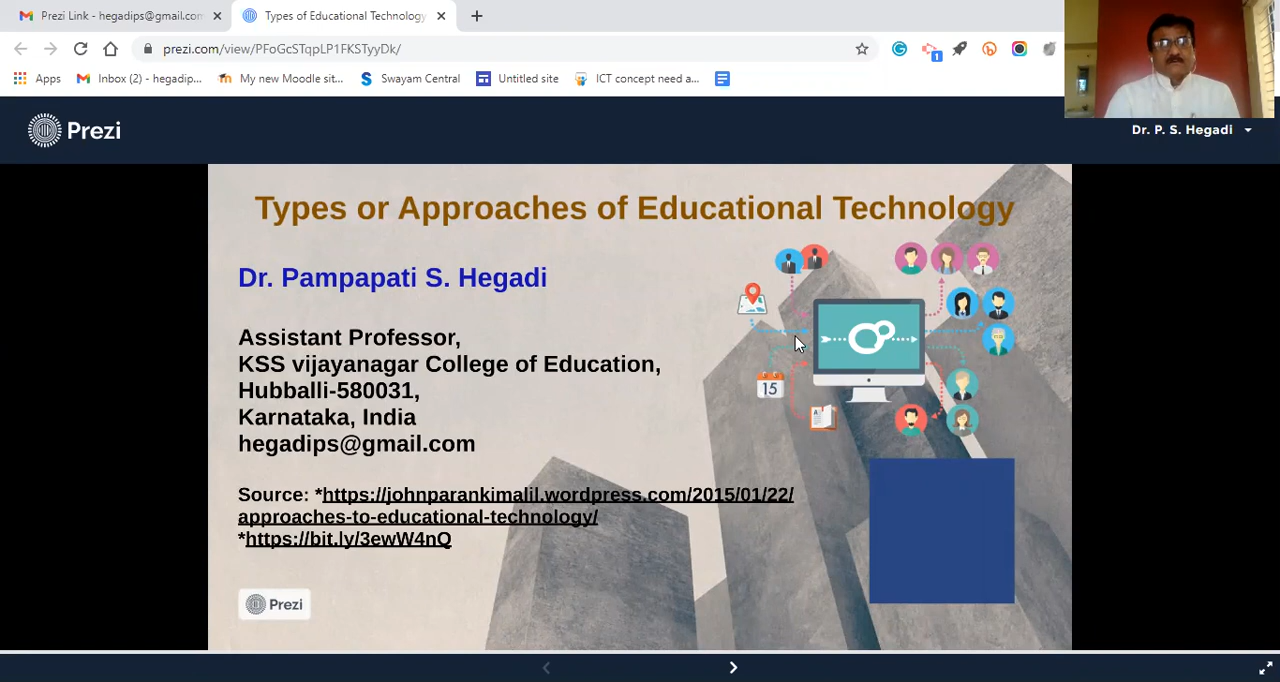 Prezi Link - hegadips@gmail.com
Types of Educational Technology
prezi.com/view/PFoGcSTqpLP1FKSTyyDk/
1
Apps
Inbox (2) - hegadip...
My new Moodle sit...
Swayam Central
Untitled site
ICT concept need a...
Prezi
Dr. P. S. Hegadi
Types or Approaches of Educational Technology
Dr. Pampapati S. Hegadi
Assistant Professor,
KSS vijayanagar College of Education,
Hubballi-580031,
Karnataka, India
hegadips@gmail.com
15
Source: *https://johnparankimalil.wordpress.com/2015/01/22/
approaches-to-educational-technology/
*https://bit.ly/3ewW4nQ
Prezi